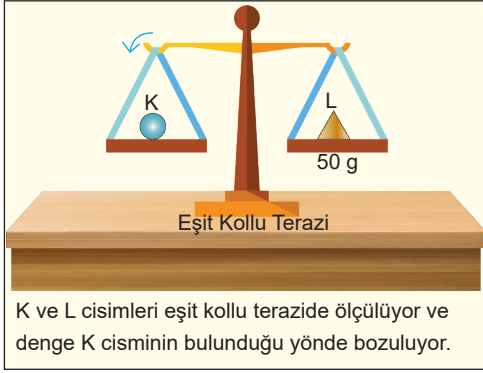 K
L
50 g
Eşit Kollu Terazi
K ve L cisimleri eşit kollu terazide ölçülüyor ve
denge K cisminin bulunduğu yönde bozuluyor.